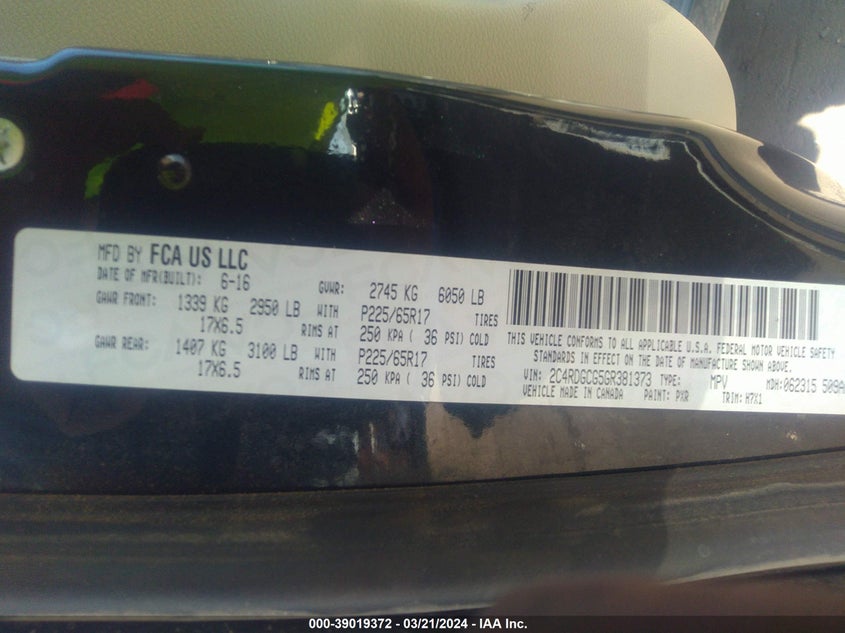 MFD BY FCA US LLC
DATE OF MFR(BUILT): 6-16 GVWR: 2745 KG 6050 LB
GAWR FRONT: 1339 KG 2950 LB WITH P225/65R17 TIRES
17X6.5 RIMS AT 250 KPA ( 36 PSI) COLD
GAWR REAR: 1407 KG 3100 LB WITH P225/65R17 TIRES
17X6.5 RIMS AT 250 KPA ( 36 PSI) COLD
THIS VEHICLE CONFORMS TO ALL APPLICABLE U.S.A. FEDERAL MOTOR VEHICLE SAFETY
STANDARDS IN EFFECT ON THE DATE OF MANUFACTURE SHOWN ABOVE.
VIN: 2C4RDGCG5GR381373 TYPE: MPV MDH: 062315 509A
VEHICLE MADE IN CANADA PAINT: PXR TRIM: H7X1
000-39019372 - 03/21/2024 - IAA Inc.